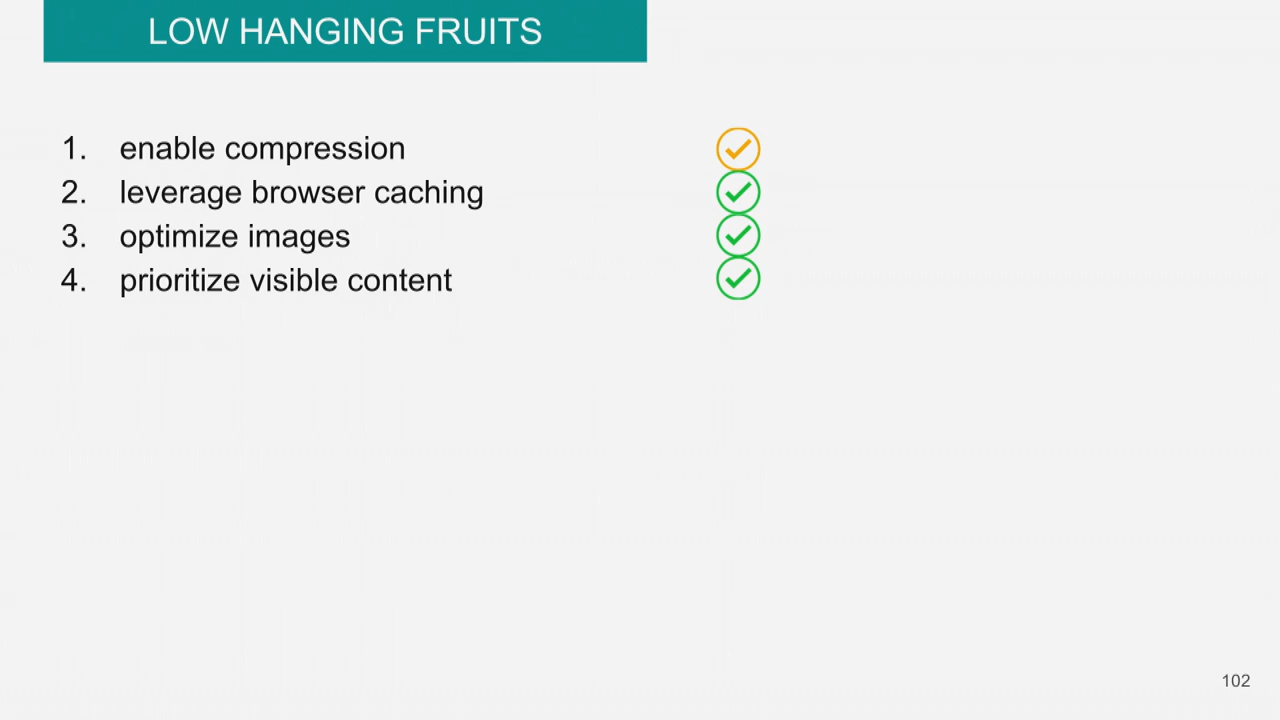 LOW HANGING FRUITS
1. enable compression
2. leverage browser caching
3. optimize images
4. prioritize visible content
102